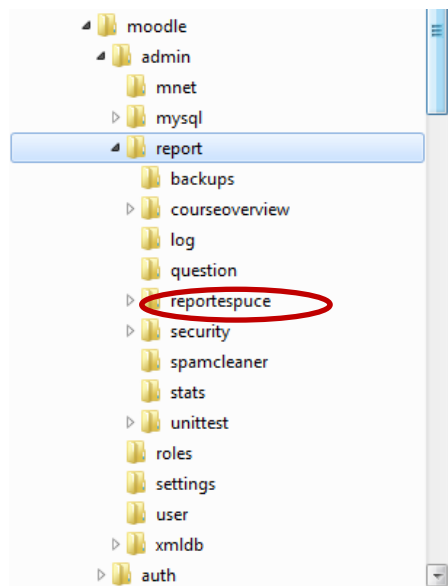 moodle
admin
mnet
mysql
report
backups
courseoverview
log
question
reportespuce
security
spamcleaner
stats
unittest
roles
settings
user
xmldb
auth